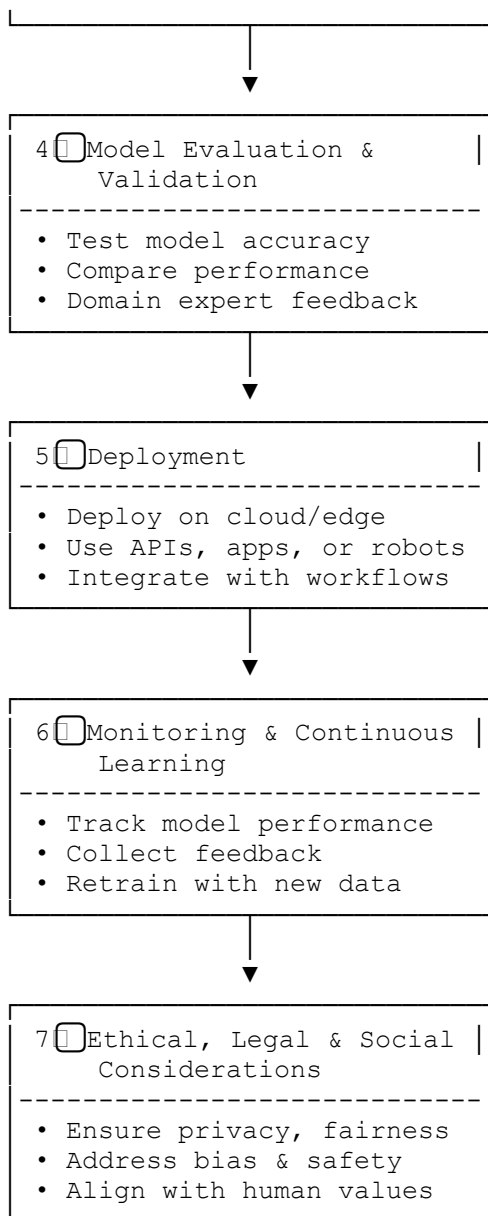 4 Model Evaluation &
Validation
• Test model accuracy
• Compare performance
• Domain expert feedback
5 Deployment
• Deploy on cloud/edge
• Use APIs, apps, or robots
• Integrate with workflows
6 Monitoring & Continuous
Learning
• Track model performance
• Collect feedback
• Retrain with new data
7 Ethical, Legal & Social
Considerations
• Ensure privacy, fairness
• Address bias & safety
• Align with human values